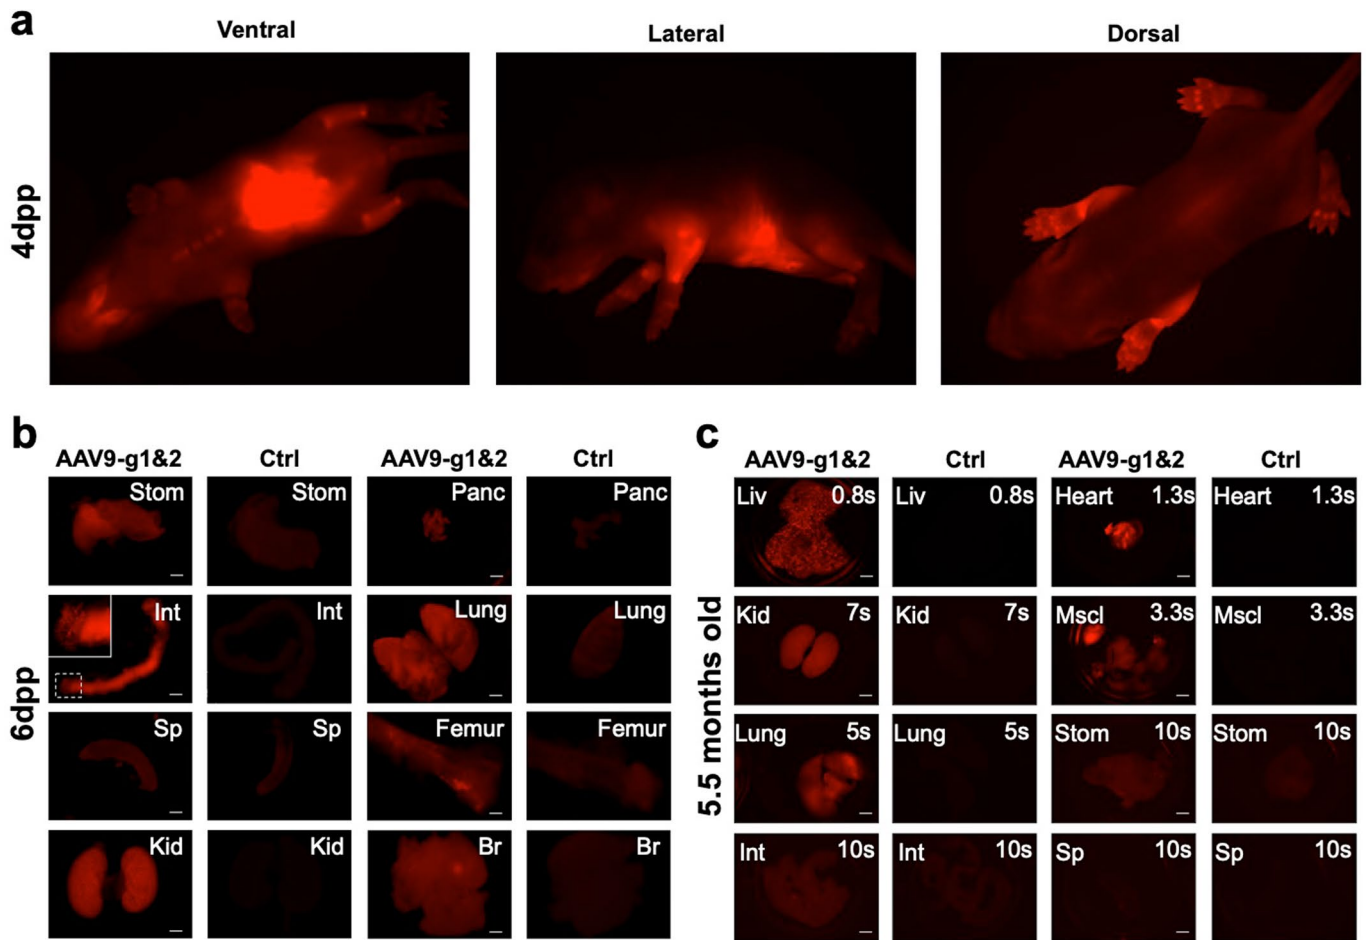 a
Ventral
Lateral
Dorsal
4dpp
b
AAV9-g1&2
Ctrl
AAV9-g1&2
Ctrl
6dpp
Stom
Stom
Panc
Panc
Int
Int
Lung
Lung
Sp
Sp
Femur
Femur
Kid
Kid
Br
Br
c
AAV9-g1&2
Ctrl
AAV9-g1&2
Ctrl
5.5 months old
Liv 0.8s
Liv 0.8s
Heart 1.3s
Heart 1.3s
Kid 7s
Kid 7s
Mscl 3.3s
Mscl 3.3s
Lung 5s
Lung 5s
Stom 10s
Stom 10s
Int 10s
Int 10s
Sp 10s
Sp 10s